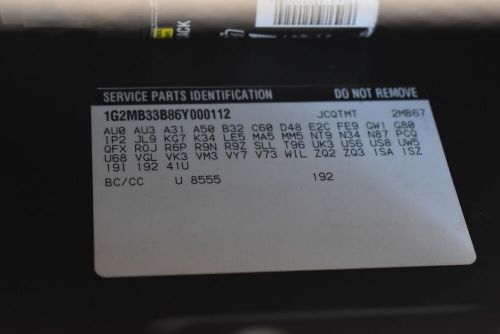 LACK
SERVICE PARTS IDENTIFICATION DO NOT REMOVE
1G2MB33B86Y000112 JCQTMT 2MB67
AU0 AU3 A31 A50 B32 C60 D48 E2C FE9 GW1 G80
IP2 JL9 KG7 K34 LE5 MA5 MM5 NT9 N34 N87 PCQ
QFX RQJ R6P R9N R9Z SLL T96 UK3 US6 US8 UW5
U68 VGL VK3 VM3 VY7 V73 WIL ZQ2 ZQ3 1SA 1SZ
19I 192 41U
BC/CC U 8555 192